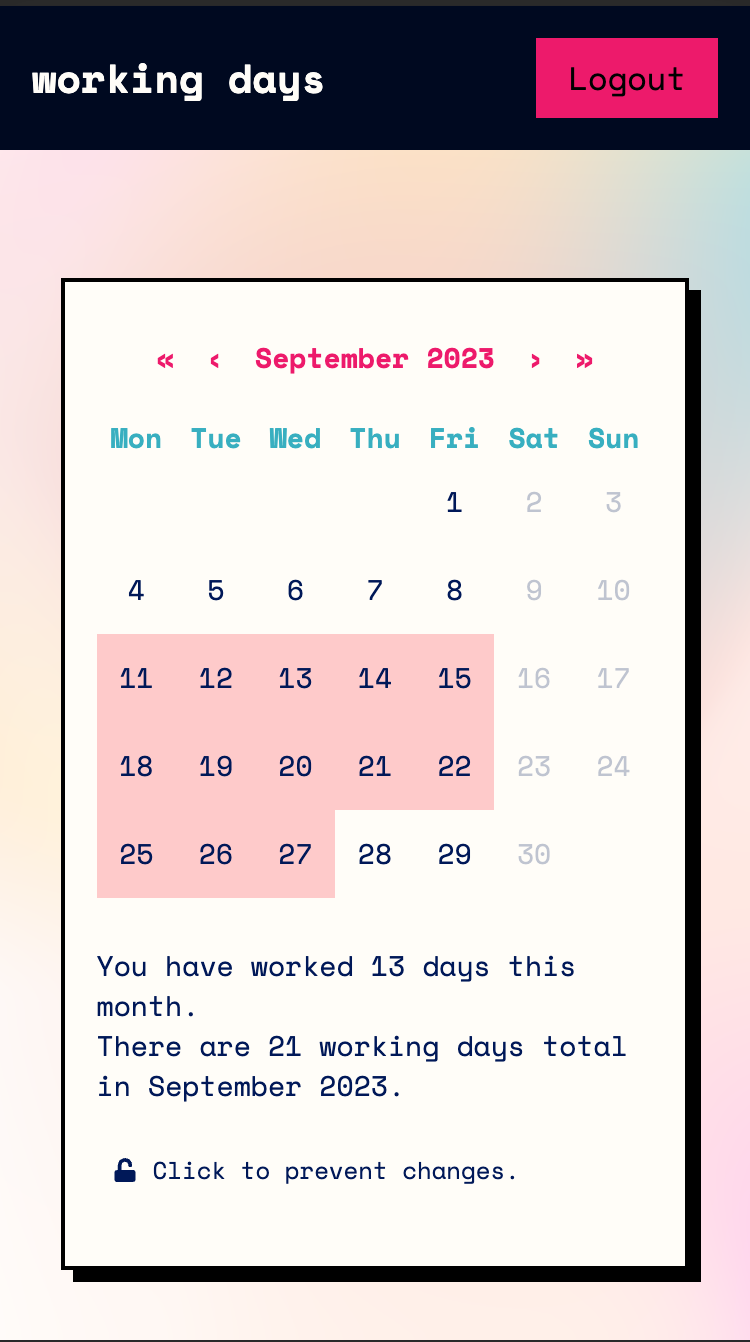 working days
Logout
« ‹ September 2023 › »
Mon Tue Wed Thu Fri Sat Sun
1 2 3
4 5 6 7 8 9 10
11 12 13 14 15 16 17
18 19 20 21 22 23 24
25 26 27 28 29 30
You have worked 13 days this
month.
There are 21 working days total
in September 2023.
Click to prevent changes.